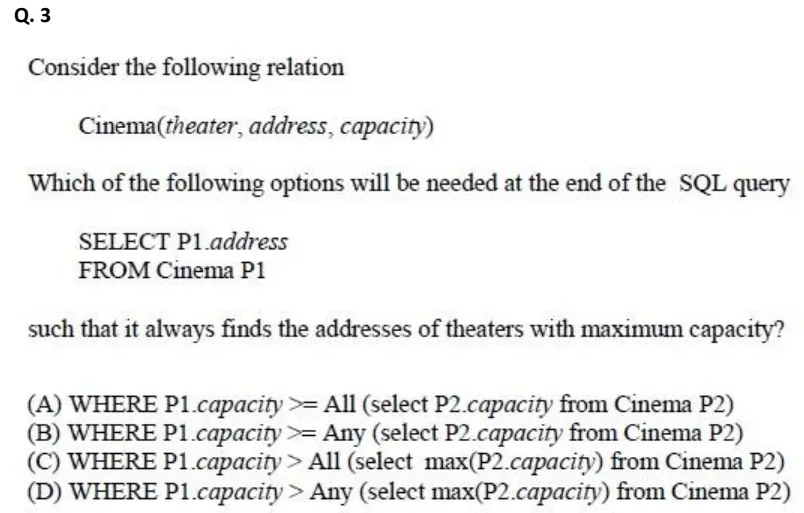 Q. 3
Consider the following relation
Cinema(theater, address, capacity)
Which of the following options will be needed at the end of the SQL query
SELECT P1.address
FROM Cinema P1
such that it always finds the addresses of theaters with maximum capacity?
(A) WHERE P1.capacity >= All (select P2.capacity from Cinema P2)
(B) WHERE P1.capacity >= Any (select P2.capacity from Cinema P2)
(C) WHERE P1.capacity > All (select max(P2.capacity) from Cinema P2)
(D) WHERE P1.capacity > Any (select max(P2.capacity) from Cinema P2)